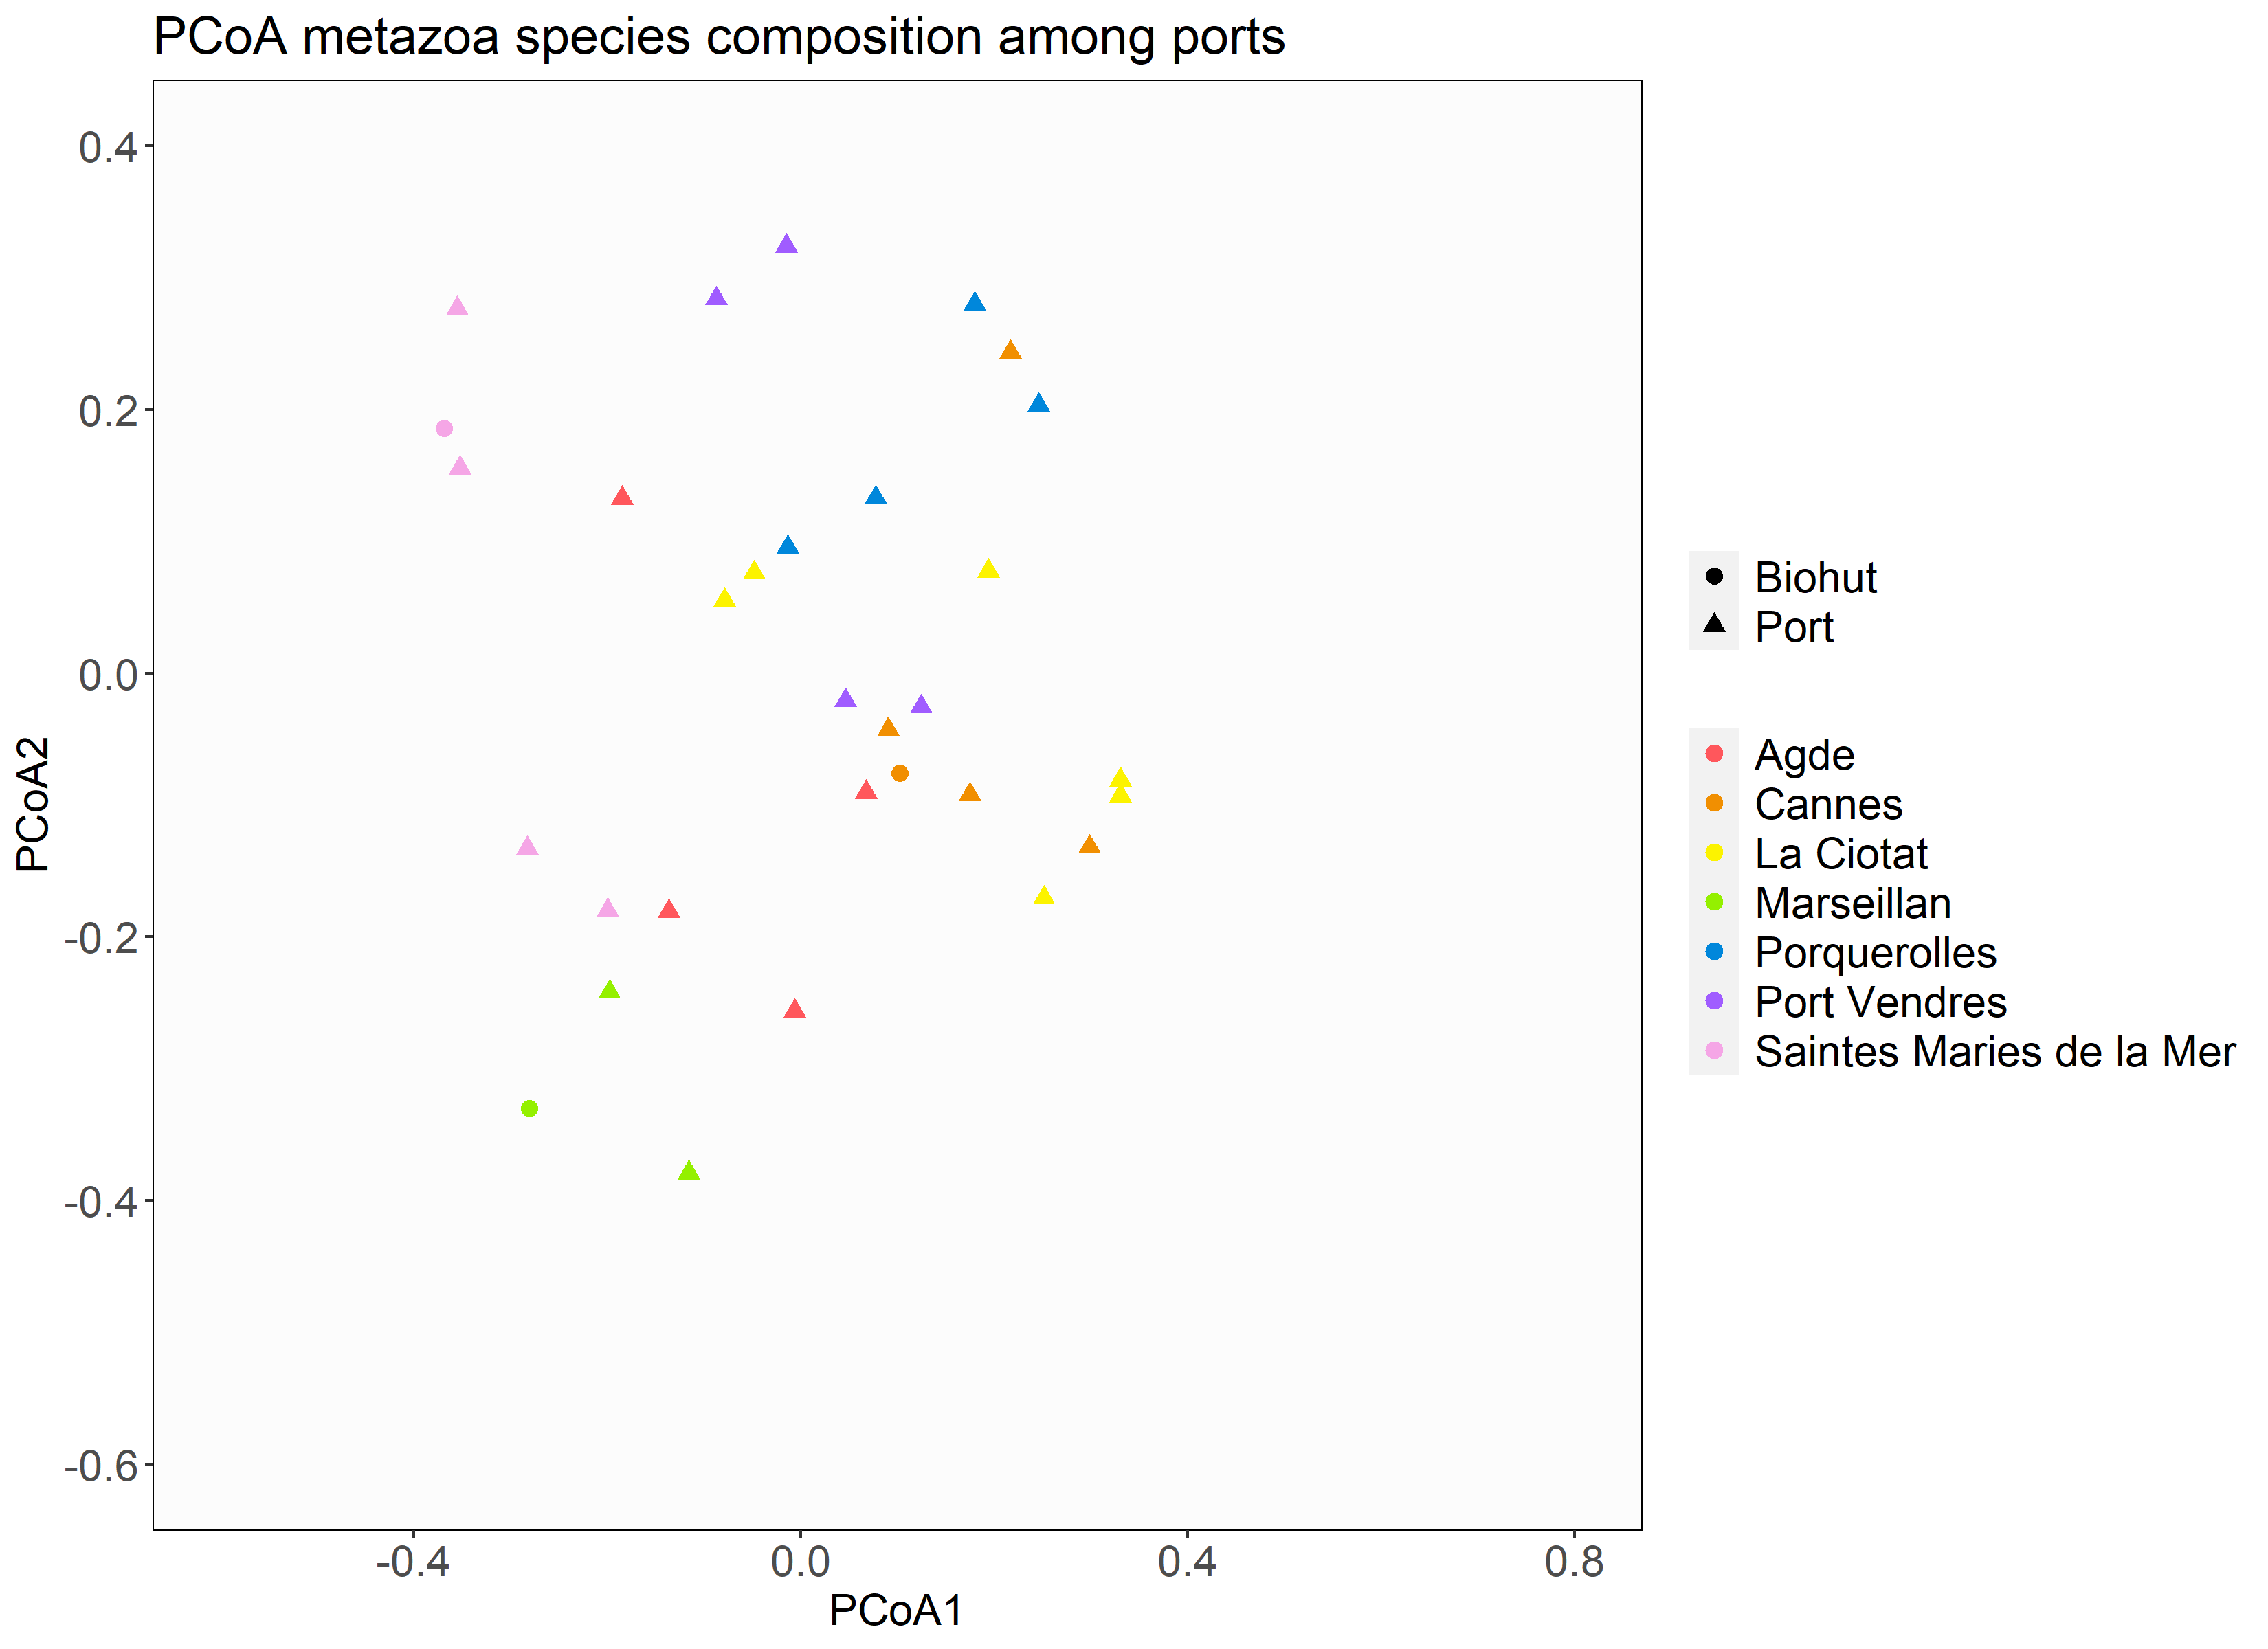 PCoA metazoa species composition among ports
0.4
0.2
0.0
-0.2
-0.4
-0.6
PCoA2
-0.4
0.0
0.4
0.8
PCoA1
Biohut
Port
Agde
Cannes
La Ciotat
Marseillan
Porquerolles
Port Vendres
Saintes Maries de la Mer